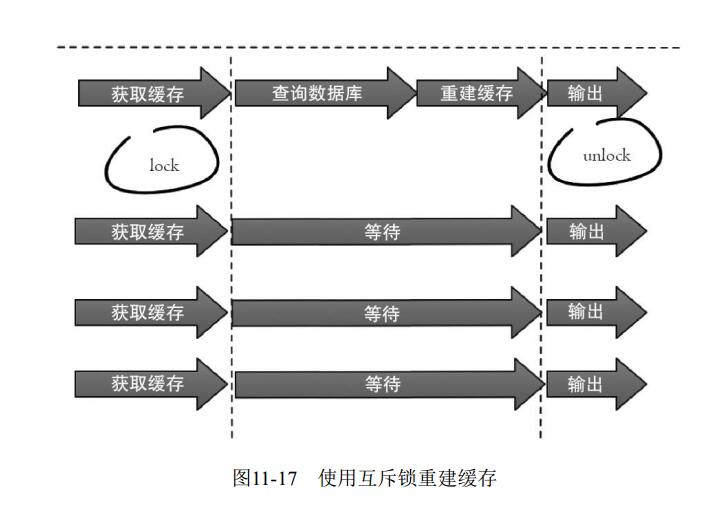 获取缓存 查询数据库 重建缓存 输出
lock unlock
获取缓存 等待 输出
获取缓存 等待 输出
获取缓存 等待 输出
图11-17 使用互斥锁重建缓存